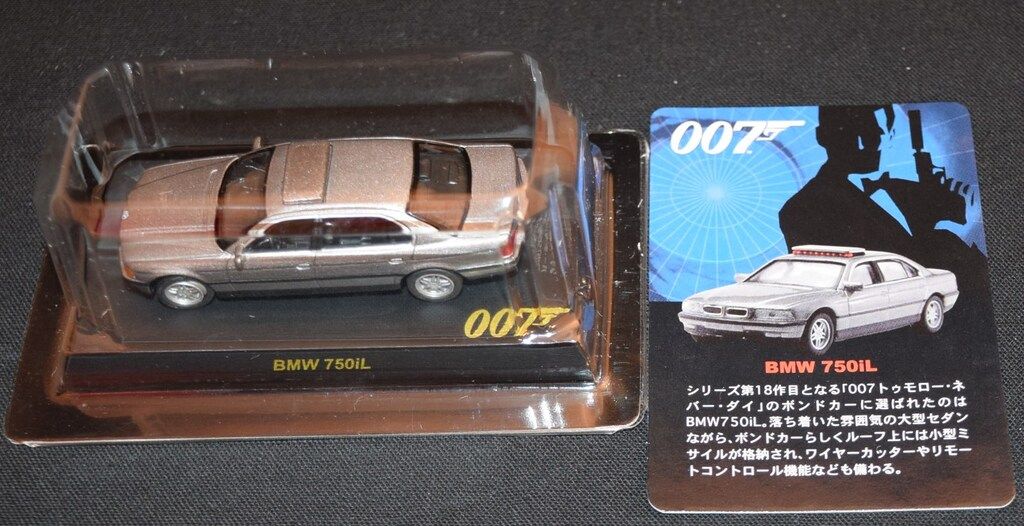 007
BMW 750iL
007
BMW 750iL
シリーズ第18作目となる「007トゥモロー・ネ
バー・ダイ」のボンドカーに選ばれたのは
BMW750iL。落ち着いた雰囲気の大型セダン
ながら、ボンドカーらしくルーフ上には小型ミ
サイルが格納され、ワイヤーカッターやリモー
トコントロール機能なども備わる。